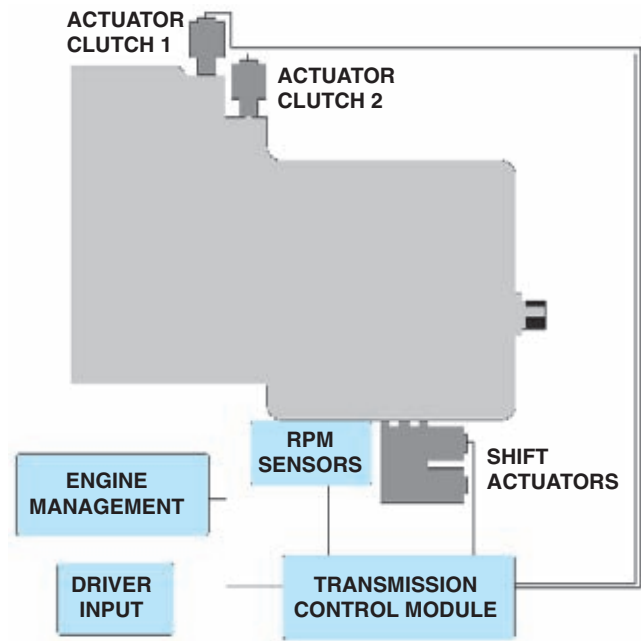 ACTUATOR
CLUTCH 1
ACTUATOR
CLUTCH 2
RPM
SENSORS
SHIFT
ACTUATORS
ENGINE
MANAGEMENT
DRIVER
INPUT
TRANSMISSION
CONTROL MODULE